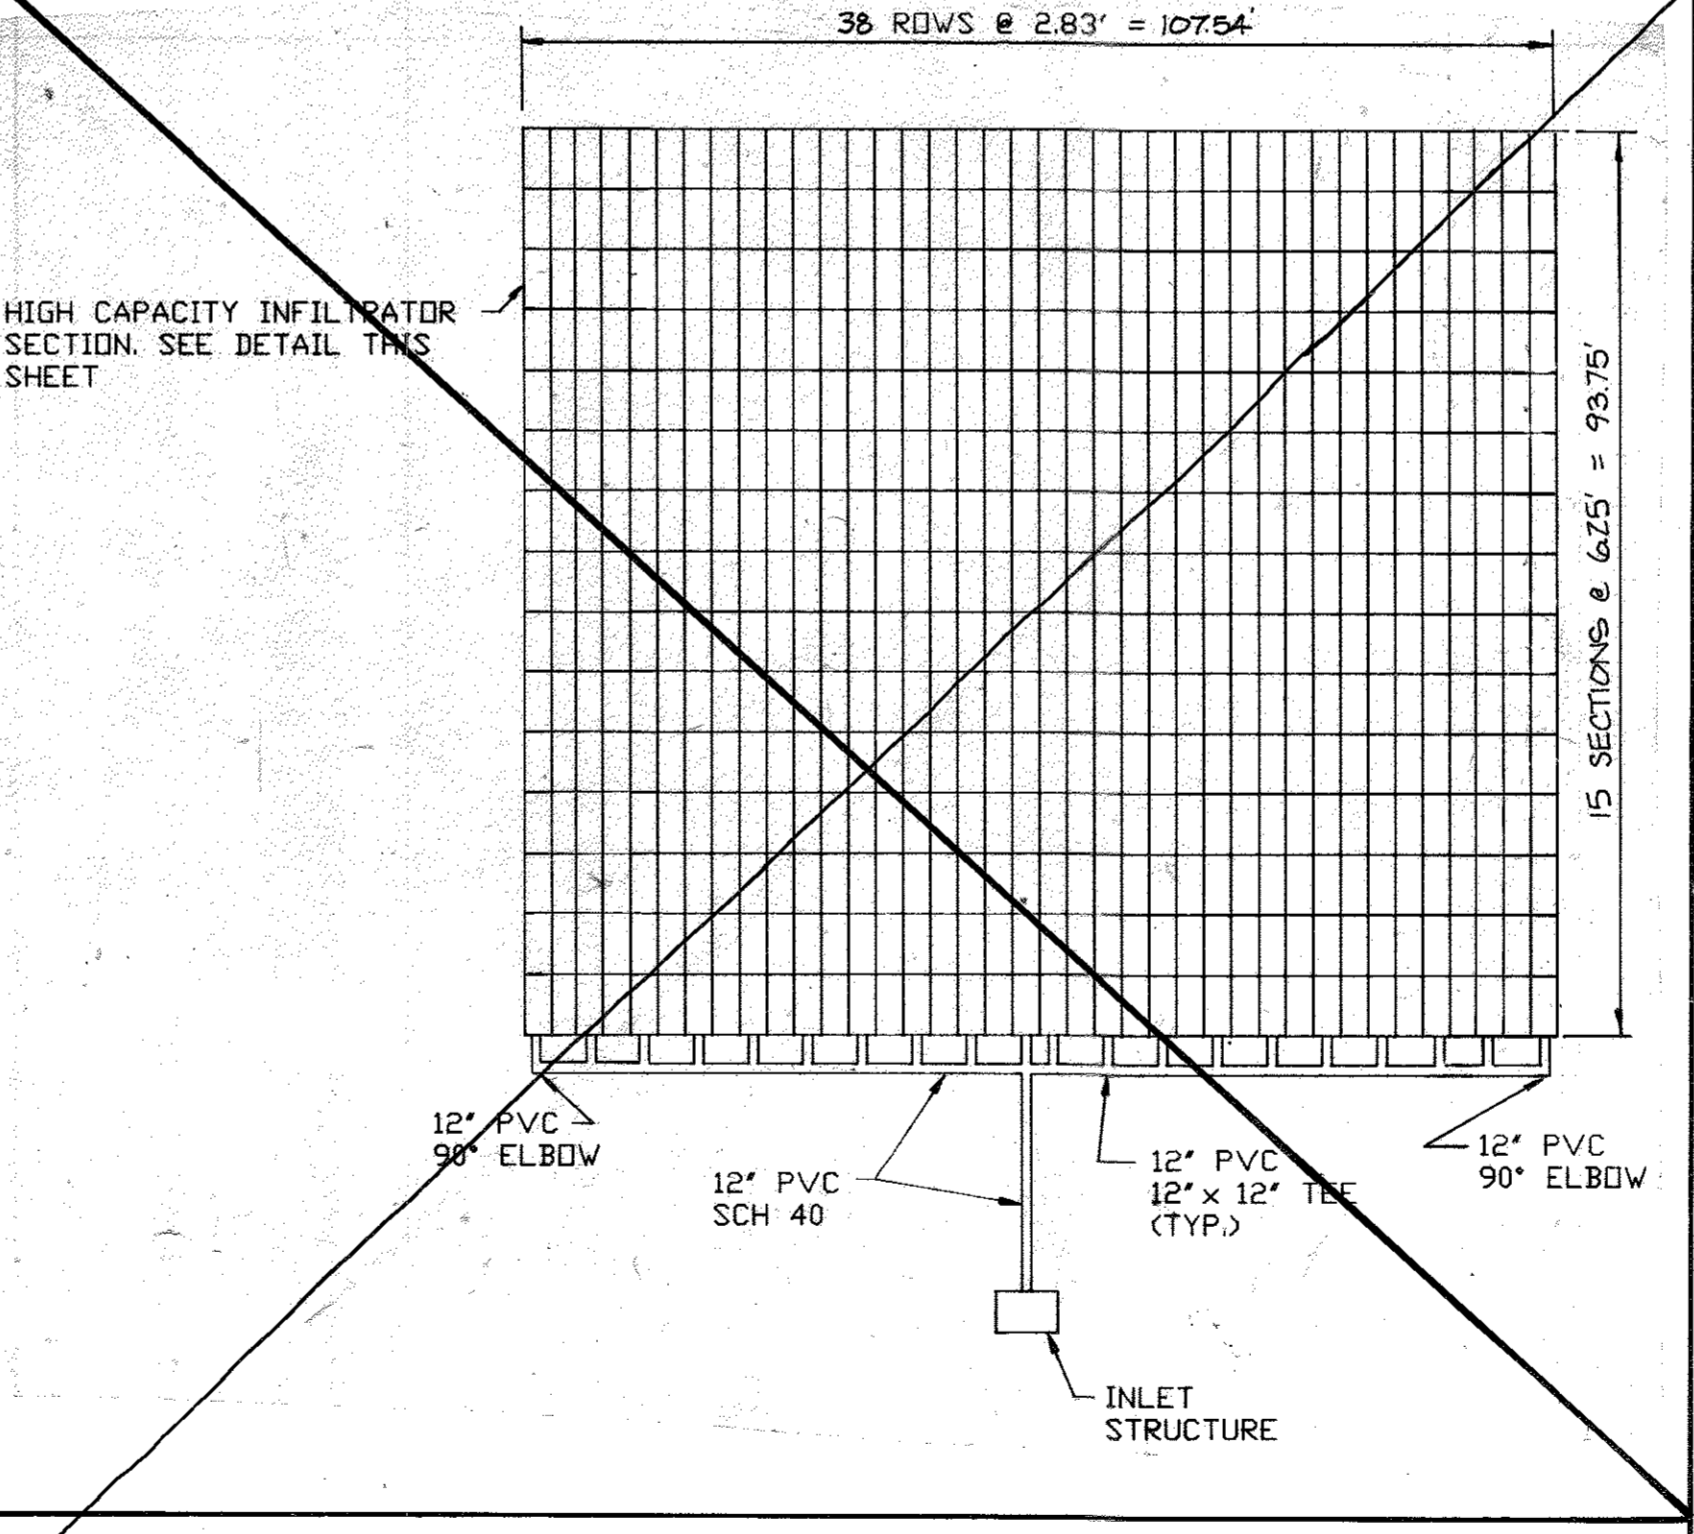 38 ROWS @ 2.83' = 107.54'
HIGH CAPACITY INFILTRATOR
SECTION. SEE DETAIL THIS
SHEET
15 SECTIONS @ 6.25' = 93.75'
12" PVC
90° ELBOW
12" PVC
SCH 40
12" PVC
12" x 12" TEE
(TYP.)
12" PVC
90° ELBOW
INLET
STRUCTURE